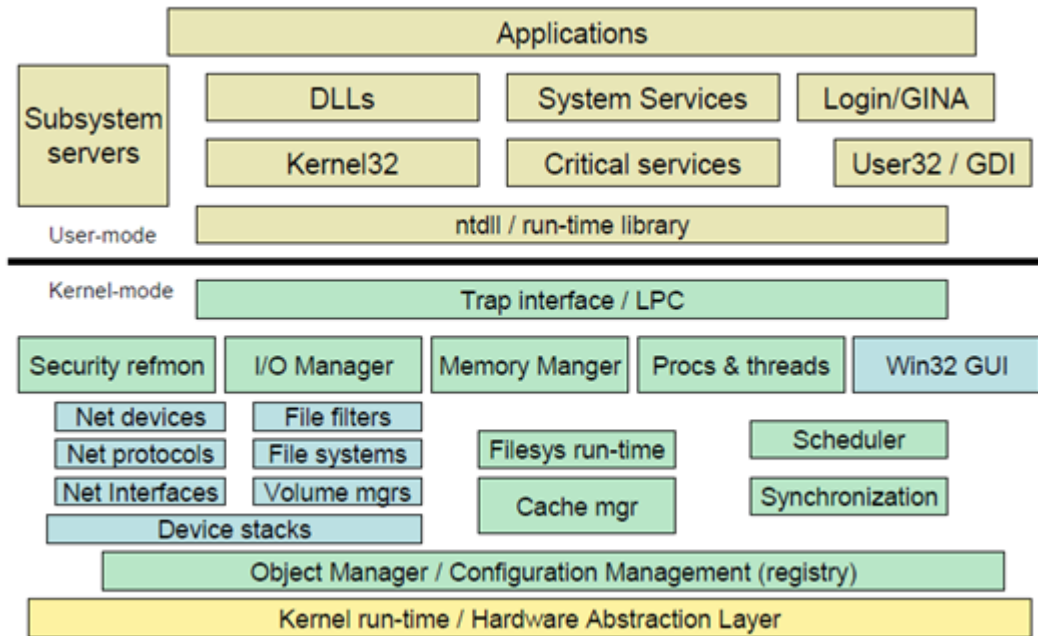 Applications
Subsystem
servers
DLLs
System Services
Login/GINA
Kernel32
Critical services
User32 / GDI
ntdll / run-time library
User-mode
Kernel-mode
Trap interface / LPC
Security refmon
I/O Manager
Memory Manger
Procs & threads
Win32 GUI
Net devices
File filters
Net protocols
File systems
Filesys run-time
Scheduler
Net Interfaces
Volume mgrs
Cache mgr
Synchronization
Device stacks
Object Manager / Configuration Management (registry)
Kernel run-time / Hardware Abstraction Layer